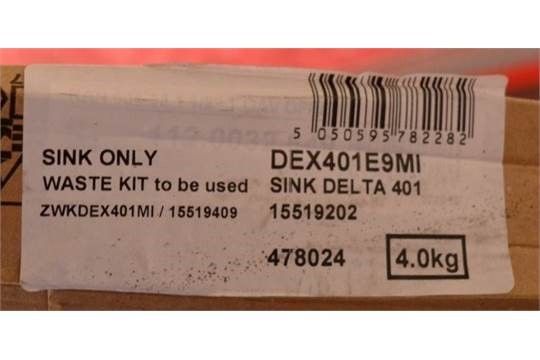 5 050595 782282
SINK ONLY
DEX401E9MI
WASTE KIT to be used
SINK DELTA 401
ZWKDEX401MI / 15519409
15519202
478024
4.0kg